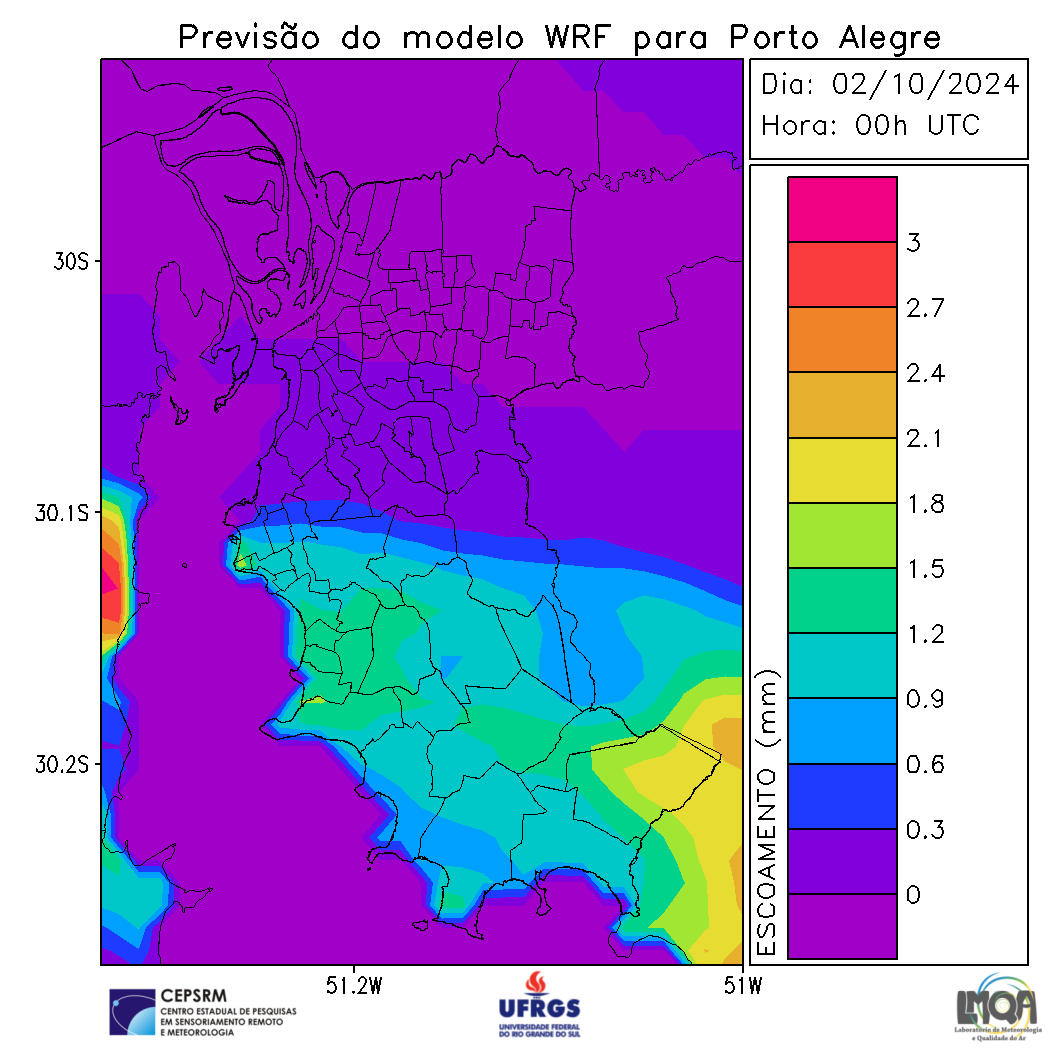 Previsão do modelo WRF para Porto Alegre
Dia: 02/10/2024
Hora: 00h UTC
30S
30.1S
30.2S
51.2W
51W
ESCOAMENTO (mm)
3
2.7
2.4
2.1
1.8
1.5
1.2
0.9
0.6
0.3
0
CEPSRM
CENTRO ESTADUAL DE PESQUISAS
EM SENSORIAMENTO REMOTO
E METEOROLOGIA
UFRGS
UNIVERSIDADE FEDERAL
DO RIO GRANDE DO SUL
LMQA
Laboratório de Meteorologia
e Qualidade do Ar